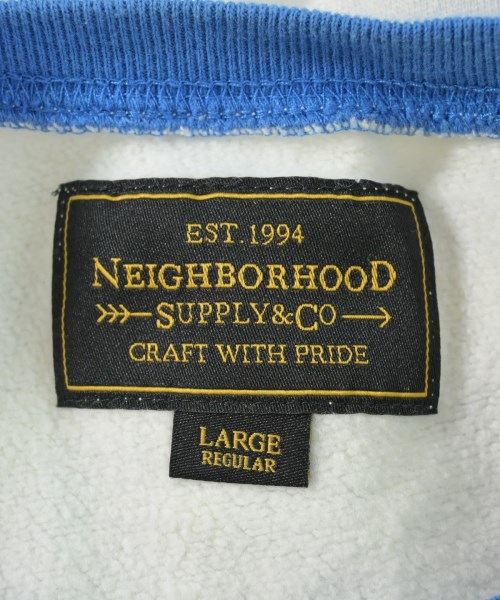 EST.1994
NEIGHBORHOOD
SUPPLY&CO
CRAFT WITH PRIDE
LARGE
REGULAR